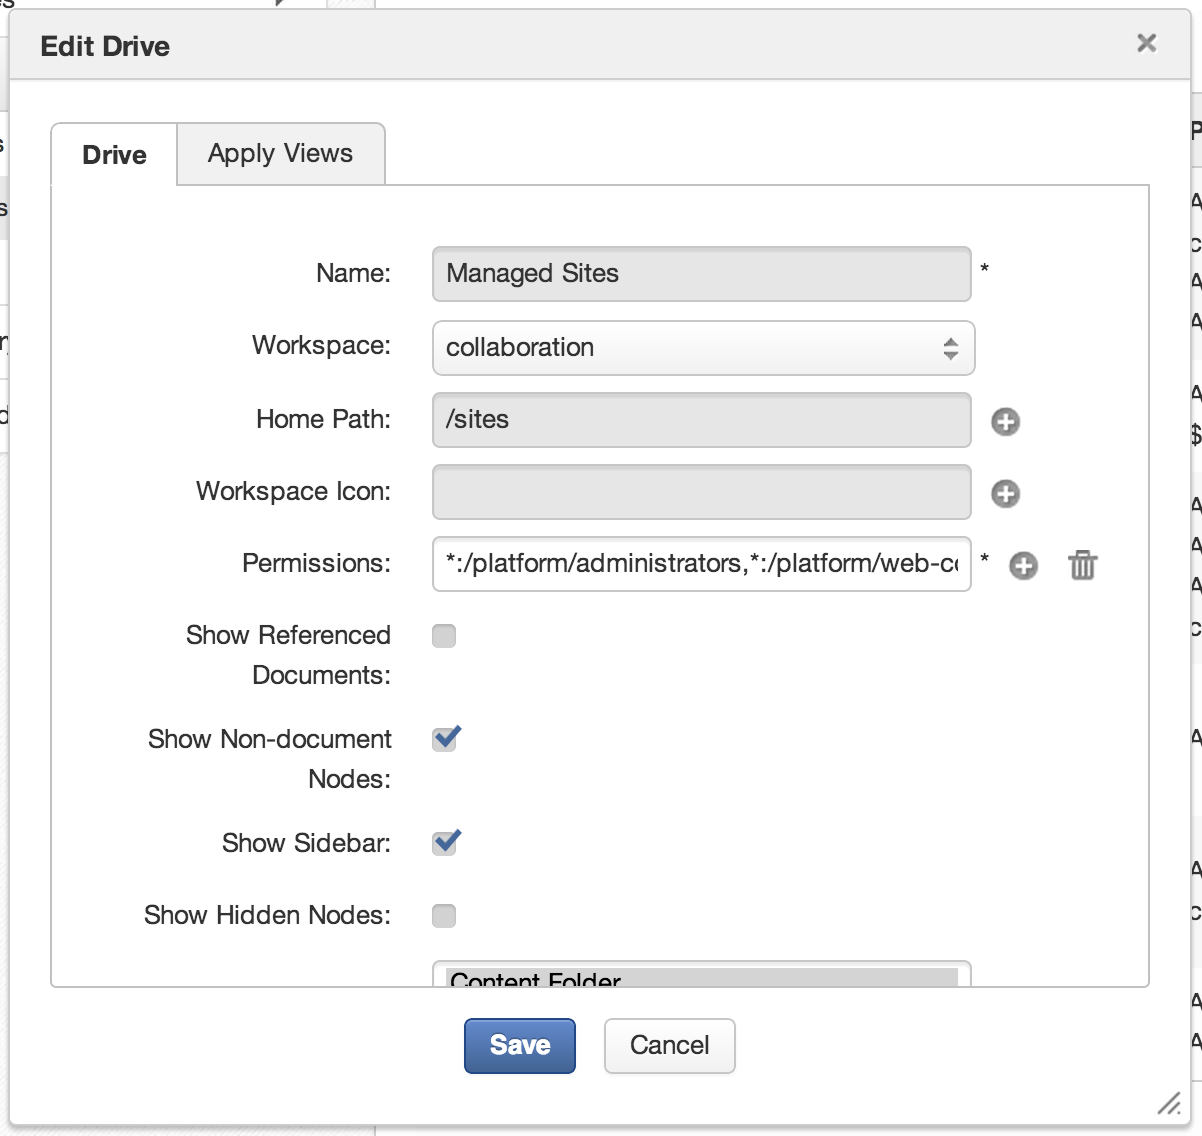 Edit Drive
Drive
Apply Views
Name:
Managed Sites
*
Workspace:
collaboration
Home Path:
/sites
Workspace Icon:
Permissions:
*:/platform/administrators,*:/platform/web-c
*
Show Referenced
Documents:
Show Non-document
Nodes:
Show Sidebar:
Show Hidden Nodes:
Content Folder
Save
Cancel